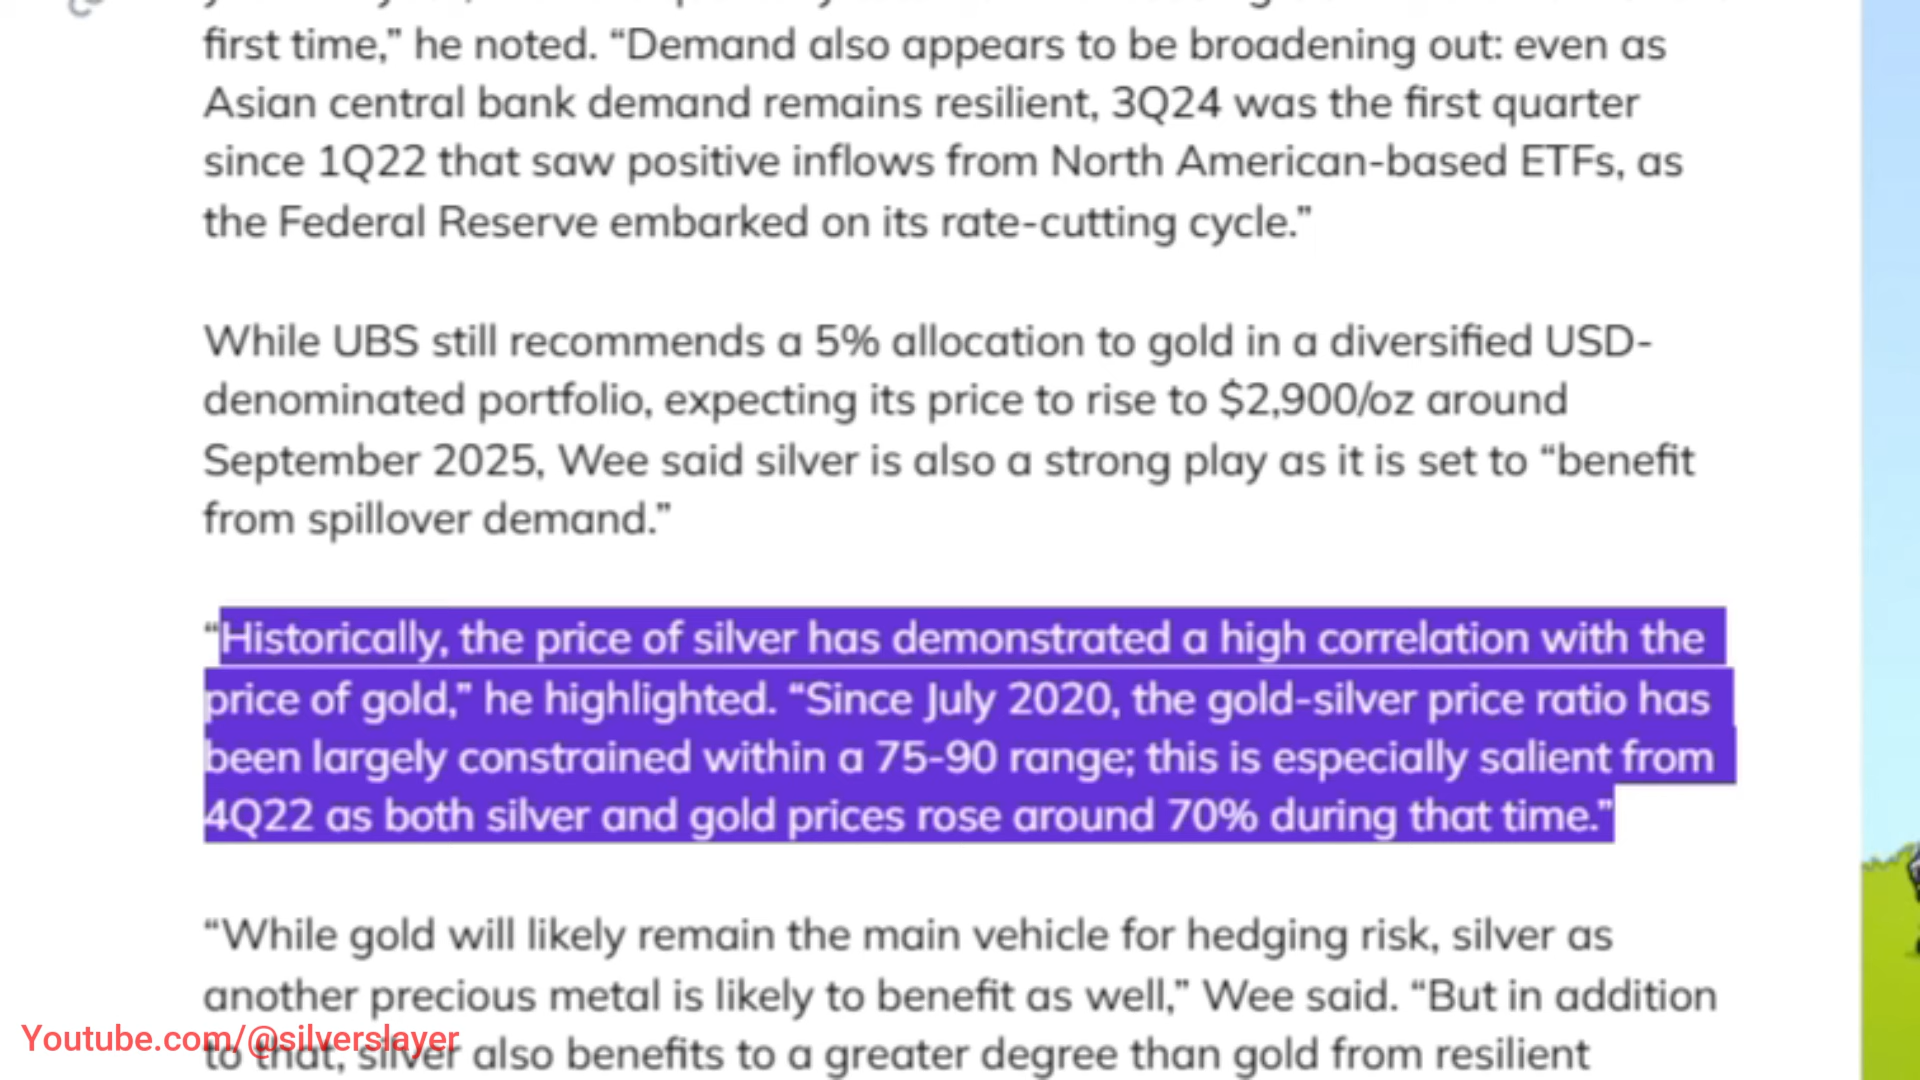 first time,” he noted. “Demand also appears to be broadening out: even as
Asian central bank demand remains resilient, 3Q24 was the first quarter
since 1Q22 that saw positive inflows from North American-based ETFs, as
the Federal Reserve embarked on its rate-cutting cycle.”
While UBS still recommends a 5% allocation to gold in a diversified USD-
denominated portfolio, expecting its price to rise to $2,900/oz around
September 2025, Wee said silver is also a strong play as it is set to “benefit
from spillover demand.”
“Historically, the price of silver has demonstrated a high correlation with the
price of gold,” he highlighted. “Since July 2020, the gold-silver price ratio has
been largely constrained within a 75-90 range; this is especially salient from
4Q22 as both silver and gold prices rose around 70% during that time.”
“While gold will likely remain the main vehicle for hedging risk, silver as
another precious metal is likely to benefit as well,” Wee said. “But in addition
Youtube.com/@silverslayer
to that, silver also benefits to a greater degree than gold from resilient